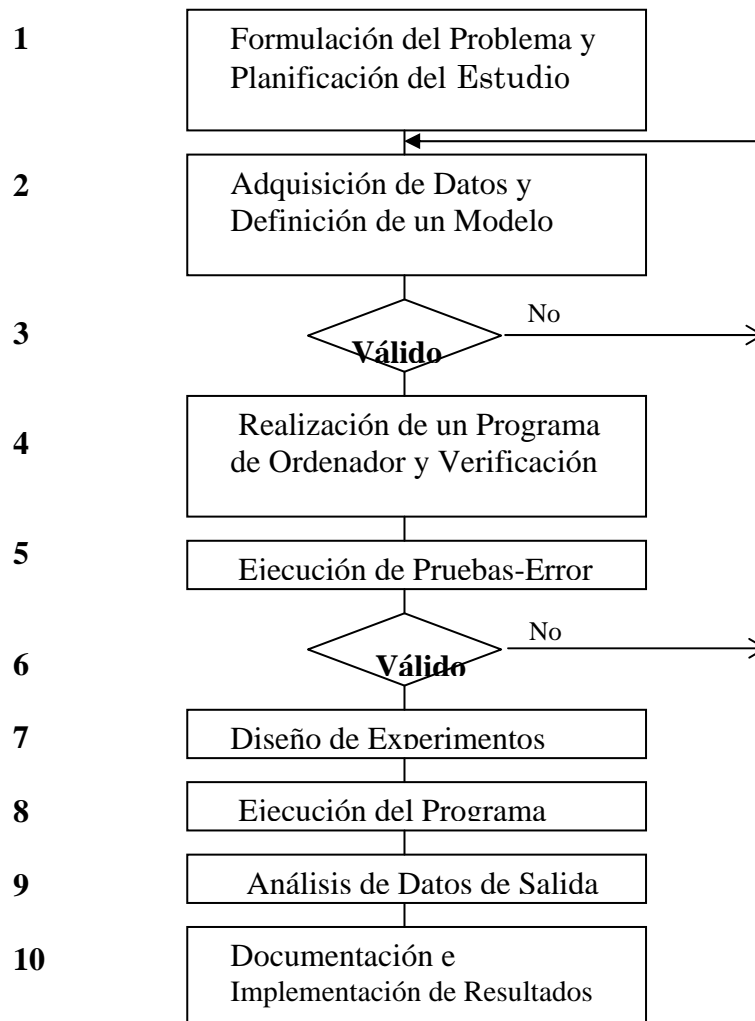 1
Formulación del Problema y
Planificación del Estudio
2
Adquisición de Datos y
Definición de un Modelo
3
Válido
No
4
Realización de un Programa
de Ordenador y Verificación
5
Ejecución de Pruebas-Error
6
Válido
No
7
Diseño de Experimentos
8
Ejecución del Programa
9
Análisis de Datos de Salida
10
Documentación e
Implementación de Resultados